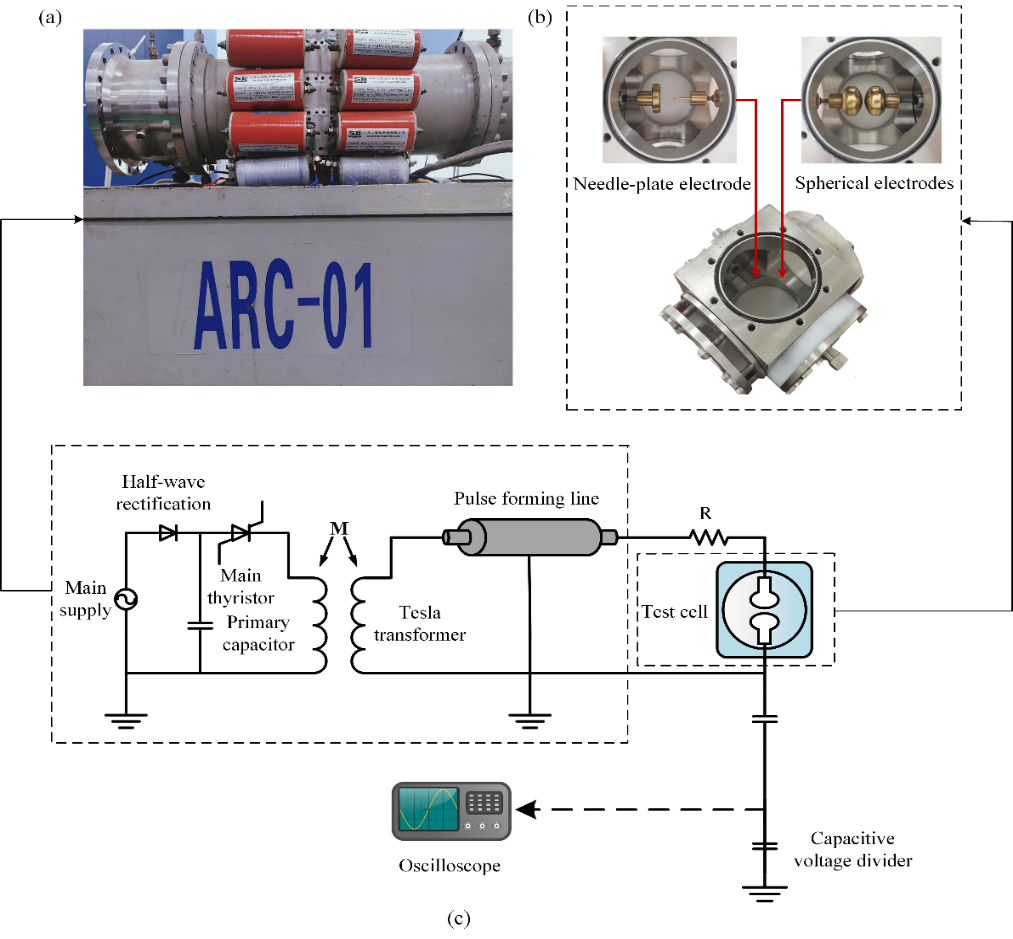 (a)
(b)
ARC-01
Needle-plate electrode
Spherical electrodes
Half-wave
rectification
Main
supply
Main
thyristor
Primary
capacitor
M
Tesla
transformer
Pulse forming line
R
Test cell
Oscilloscope
Capacitive
voltage divider
(c)